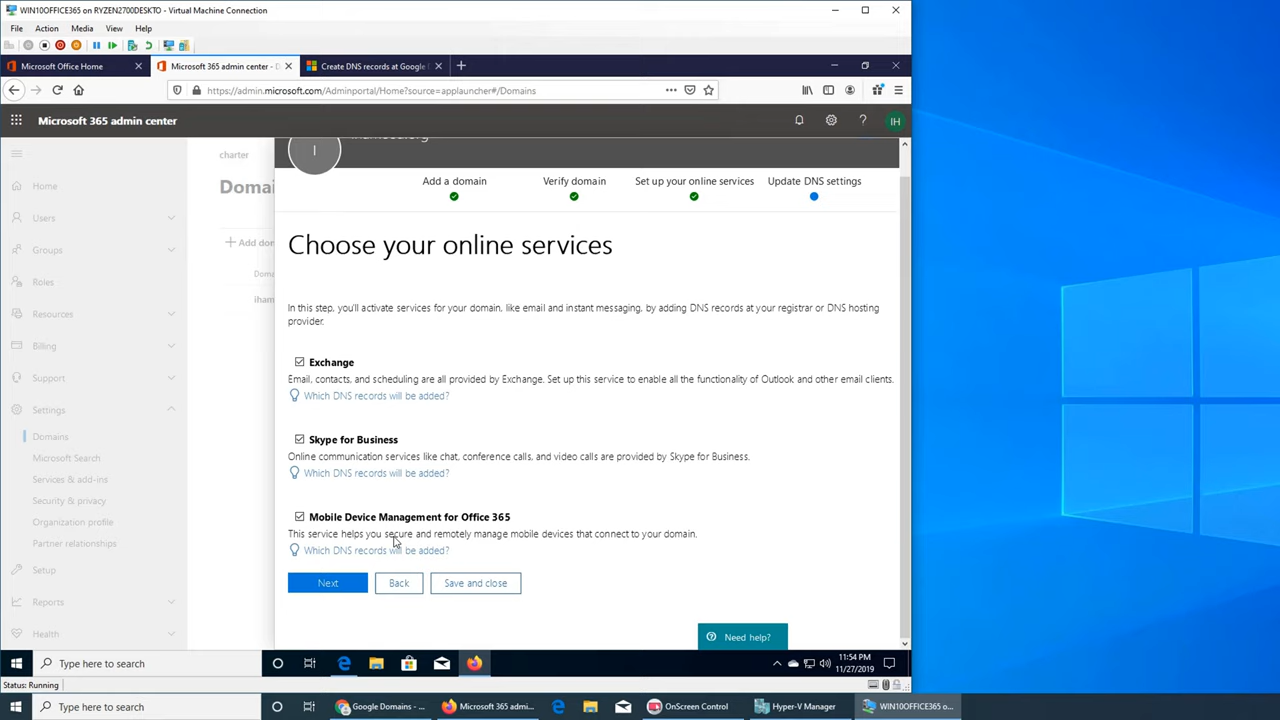 WIN10OFFICE365 on RYZEN2700DESKTO - Virtual Machine Connection
File Action Media View Help
Microsoft Office Home
Microsoft 365 admin center - D
Create DNS records at Google
https://admin.microsoft.com/Adminportal/Home?source=applauncher#/Domains
Microsoft 365 admin center
IH
charter
I
Home
Users
Groups
Roles
Resources
Billing
Support
Settings
Domains
Microsoft Search
Services & add-ins
Security & privacy
Organization profile
Partner relationships
Setup
Reports
Health
Domai
Add dom
Doma
iham
Add a domain
Verify domain
Set up your online services
Update DNS settings
Choose your online services
In this step, you'll activate services for your domain, like email and instant messaging, by adding DNS records at your registrar or DNS hosting
provider.
Exchange
Email, contacts, and scheduling are all provided by Exchange. Set up this service to enable all the functionality of Outlook and other email clients.
Which DNS records will be added?
Skype for Business
Online communication services like chat, conference calls, and video calls are provided by Skype for Business.
Which DNS records will be added?
Mobile Device Management for Office 365
This service helps you secure and remotely manage mobile devices that connect to your domain.
Which DNS records will be added?
Next
Back
Save and close
Need help?
Type here to search
11:54 PM
11/27/2019
Status: Running
Type here to search
Google Domains - ...
Microsoft 365 admi...
OnScreen Control
Hyper-V Manager
WIN10OFFICE365 o...